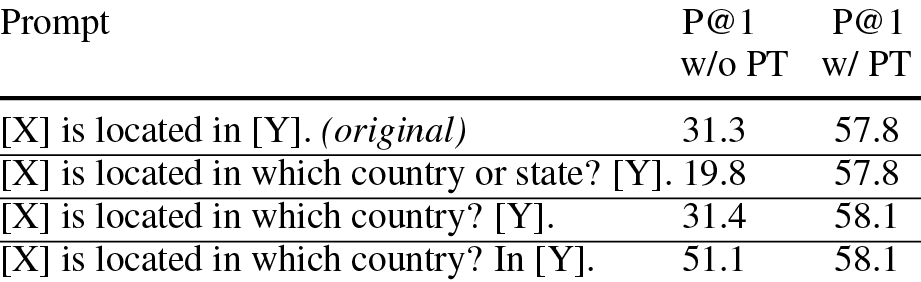 Prompt P@1 P@1
w/o PT w/ PT
[X] is located in [Y]. (original) 31.3 57.8
[X] is located in which country or state? [Y]. 19.8 57.8
[X] is located in which country? [Y]. 31.4 58.1
[X] is located in which country? In [Y]. 51.1 58.1